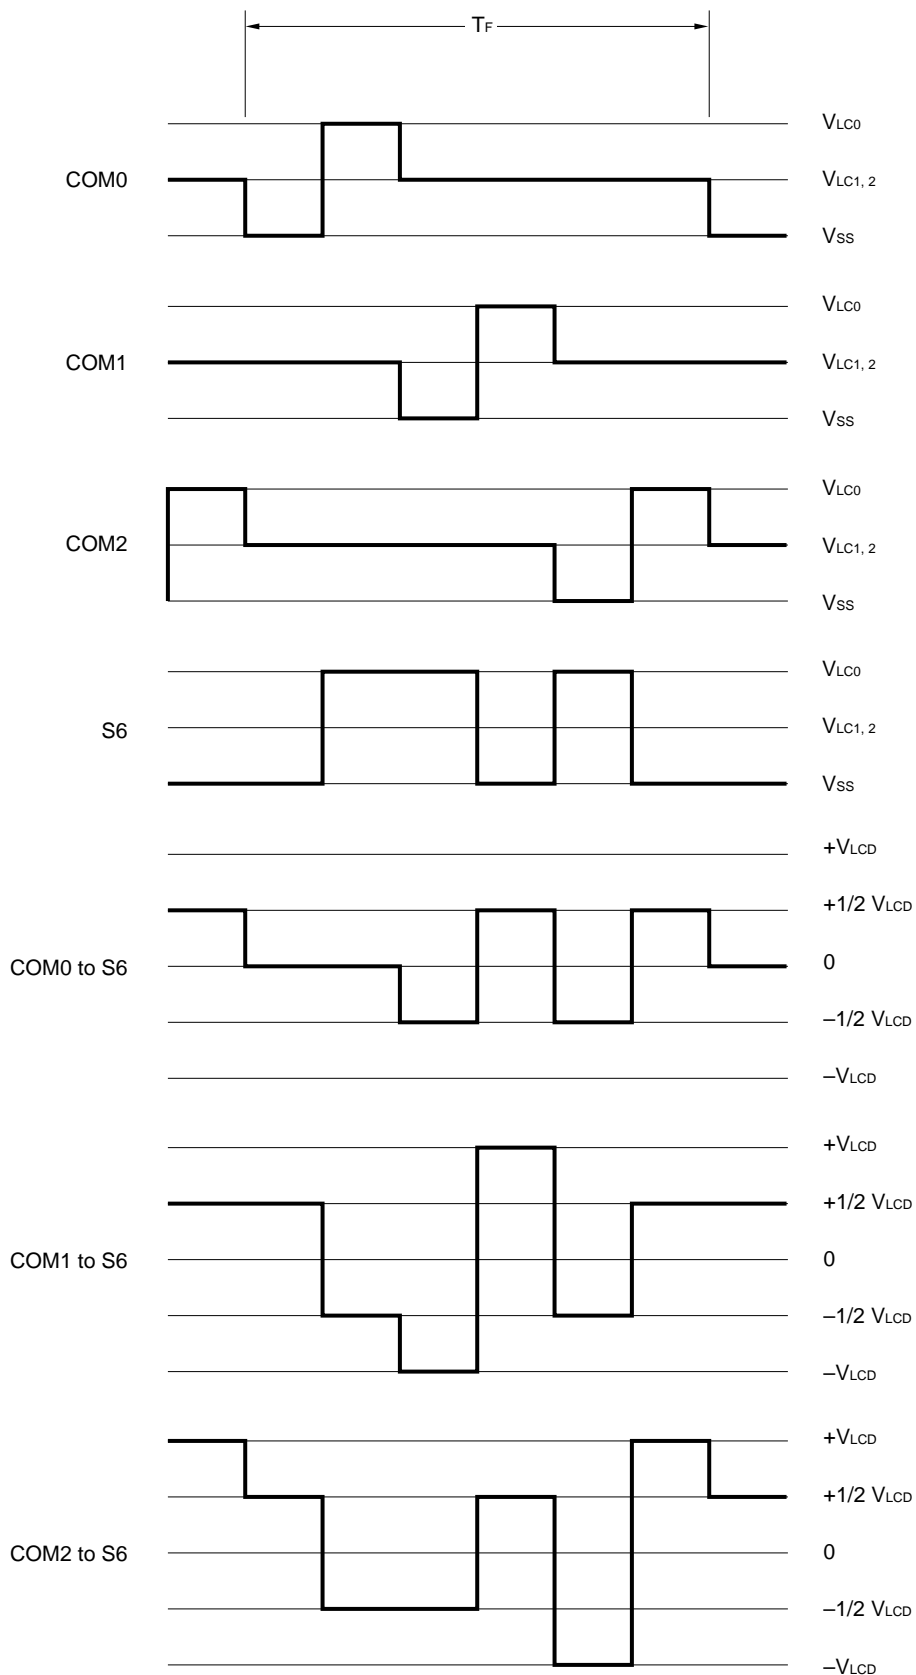 TF
VLC0
COM0
VLC1, 2
VSS
VLC0
COM1
VLC1, 2
VSS
VLC0
COM2
VLC1, 2
VSS
VLC0
S6
VLC1, 2
VSS
+VLCD
+1/2 VLCD
COM0 to S6
0
–1/2 VLCD
–VLCD
+VLCD
+1/2 VLCD
COM1 to S6
0
–1/2 VLCD
–VLCD
+VLCD
+1/2 VLCD
COM2 to S6
0
–1/2 VLCD
–VLCD